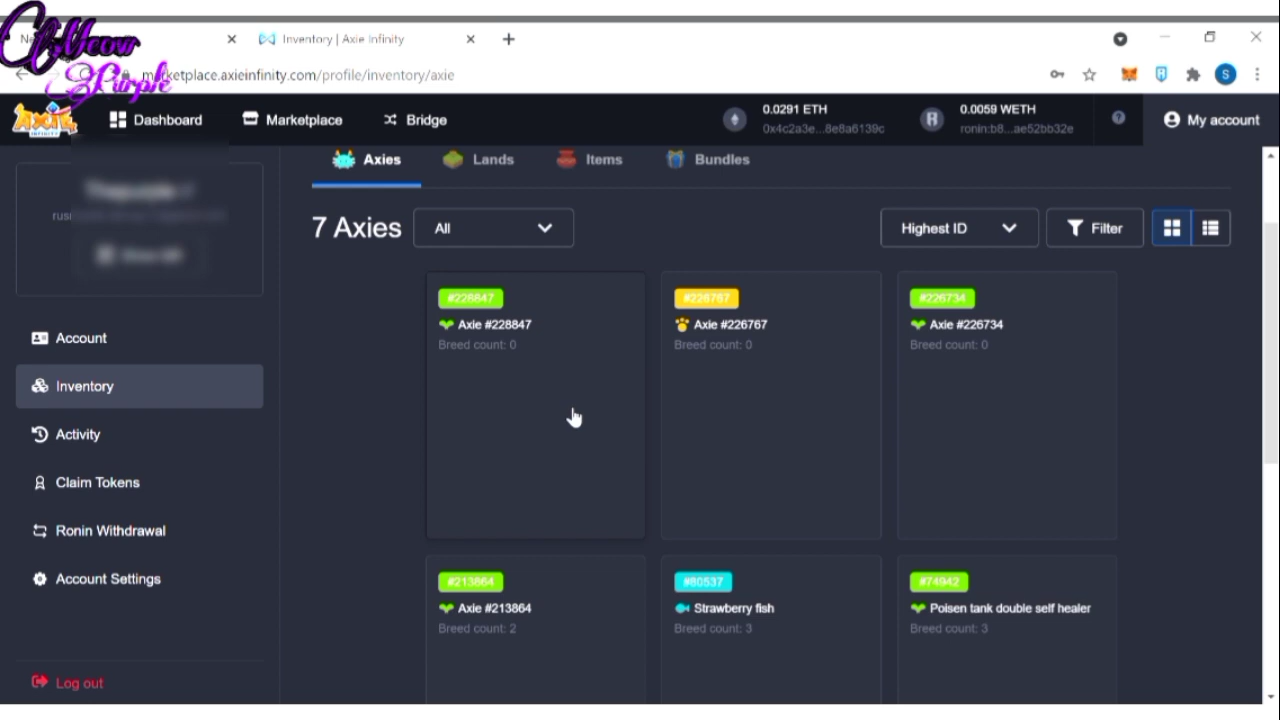 Meow
Purple
Inventory | Axie Infinity
marketplace.axieinfinity.com/profile/inventory/axie
S
AXIE
INFINITY
Dashboard
Marketplace
Bridge
0.0291 ETH
0x4c2a3e...8e8a6139c
0.0059 WETH
ronin:b8...ae52bb32e
My account
Axies
Lands
Items
Bundles
7 Axies
All
Highest ID
Filter
#228847
Axie #228847
Breed count: 0
#226767
Axie #226767
Breed count: 0
#226734
Axie #226734
Breed count: 0
Account
Inventory
Activity
Claim Tokens
Ronin Withdrawal
Account Settings
Log out
#213864
Axie #213864
Breed count: 2
#80537
Strawberry fish
Breed count: 3
#74942
Poisen tank double self healer
Breed count: 3